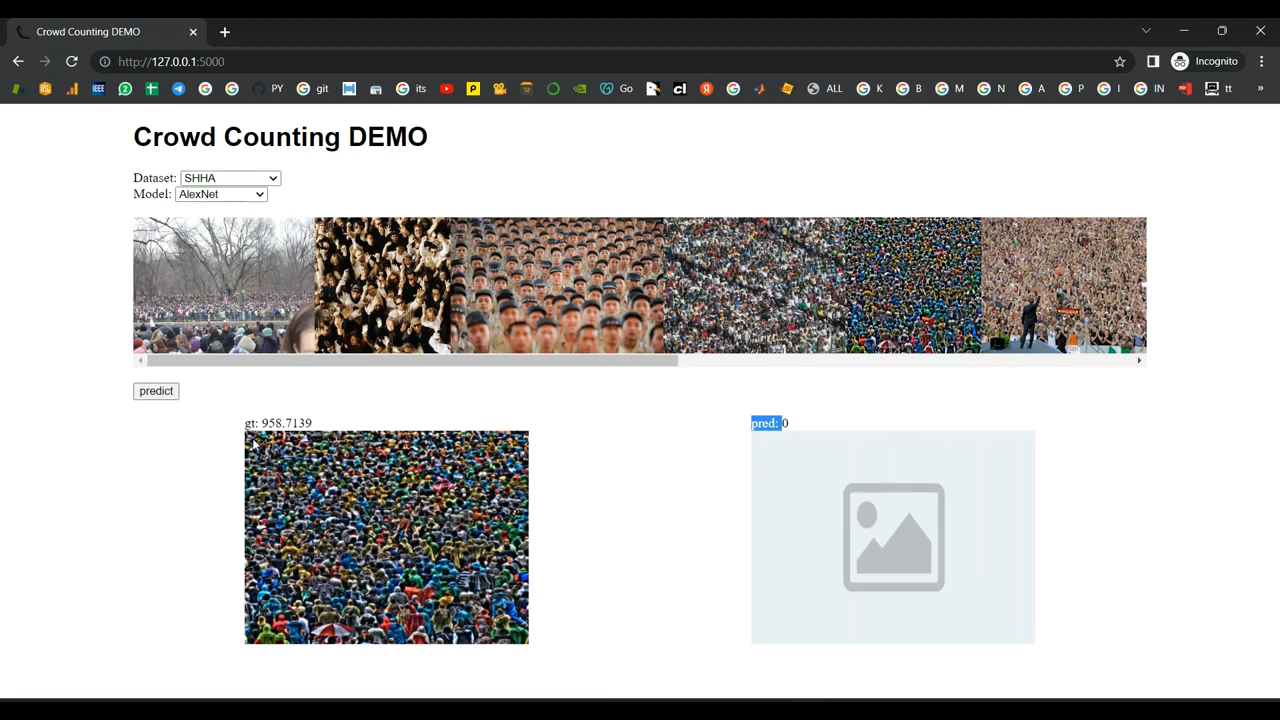 Crowd Counting DEMO
http://127.0.0.1:5000
Incognito
IEEE
PY
git
its
Go
ALL
K
B
M
N
A
P
I
IN
tt
»
Crowd Counting DEMO
Dataset: SHHA
Model: AlexNet
predict
gt: 958.7139
pred: 0